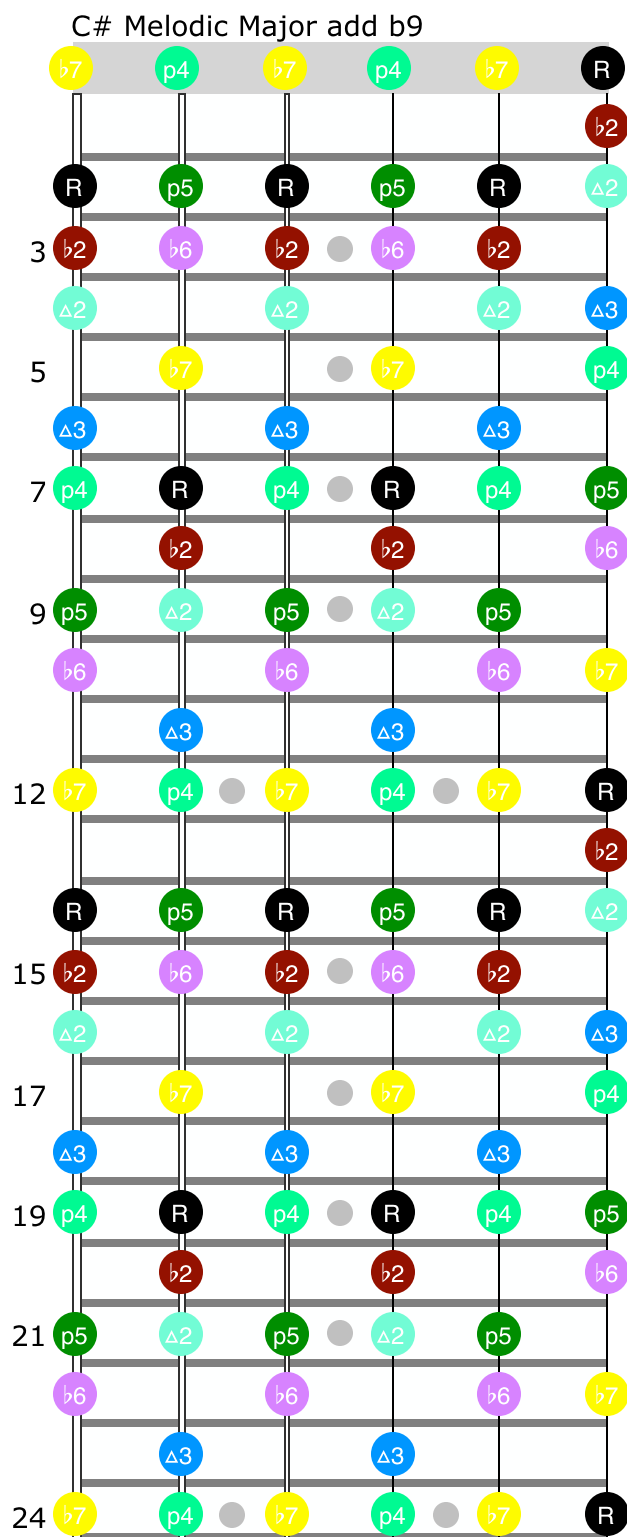 C# Melodic Major add b9
♭7 p4 ♭7 p4 ♭7 R
♭2
R p5 R p5 R △2
3 ♭2 ♭6 ♭2 ♭6 ♭2
△2 △2 △2 △3
5 ♭7 ♭7 p4
△3 △3 △3
7 p4 R p4 R p4 p5
♭2 ♭2 ♭6
9 p5 △2 p5 △2 p5
♭6 ♭6 ♭6 ♭7
△3 △3
12 ♭7 p4 ♭7 p4 ♭7 R
♭2
R p5 R p5 R △2
15 ♭2 ♭6 ♭2 ♭6 ♭2
△2 △2 △2 △3
17 ♭7 ♭7 p4
△3 △3 △3
19 p4 R p4 R p4 p5
♭2 ♭2 ♭6
21 p5 △2 p5 △2 p5
♭6 ♭6 ♭6 ♭7
△3 △3
24 ♭7 p4 ♭7 p4 ♭7 R